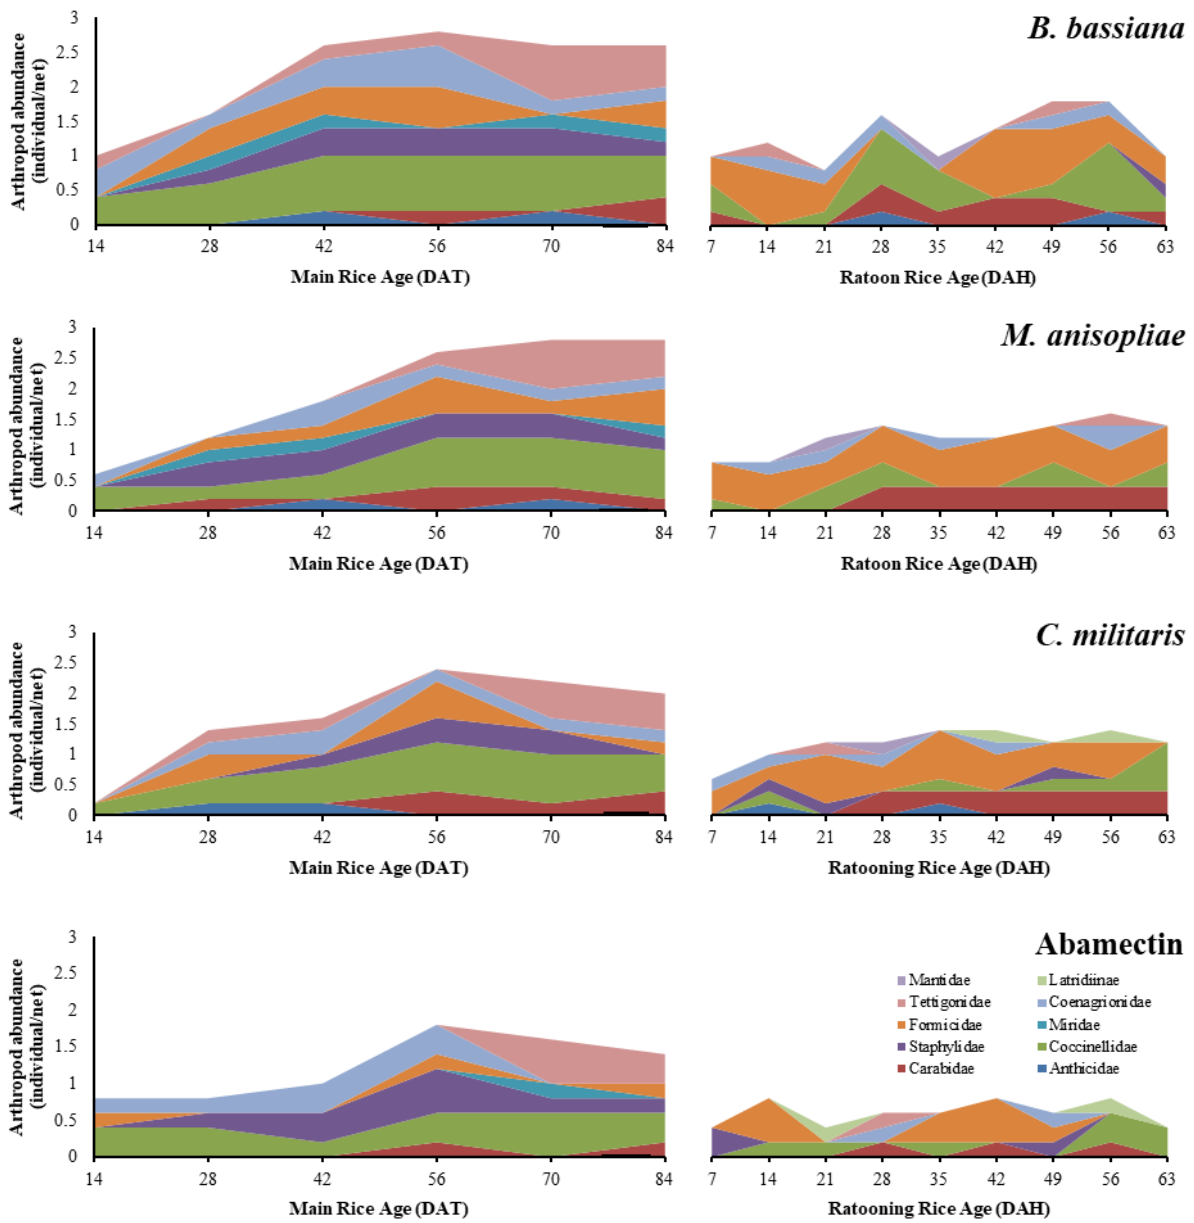 B. bassiana
Arthropod abundance
(individual/net)
3
2.5
2
1.5
1
0.5
0
14 28 42 56 70 84
Main Rice Age (DAT)
7 14 21 28 35 42 49 56 63
Ratoon Rice Age (DAH)
M. anisopliae
Arthropod abundance
(individual/net)
3
2.5
2
1.5
1
0.5
0
14 28 42 56 70 84
Main Rice Age (DAT)
7 14 21 28 35 42 49 56 63
Ratoon Rice Age (DAH)
C. militaris
Arthropod abundance
(individual/net)
3
2.5
2
1.5
1
0.5
0
14 28 42 56 70 84
Main Rice Age (DAT)
7 14 21 28 35 42 49 56 63
Ratooning Rice Age (DAH)
Abamectin
Arthropod abundance
(individual/net)
3
2.5
2
1.5
1
0.5
0
14 28 42 56 70 84
Main Rice Age (DAT)
Mantidae Latridiinae
Tettigonidae Coenagrionidae
Formicidae Miridae
Staphylidae Coccinellidae
Carabidae Anthicidae
7 14 21 28 35 42 49 56 63
Ratooning Rice Age (DAH)